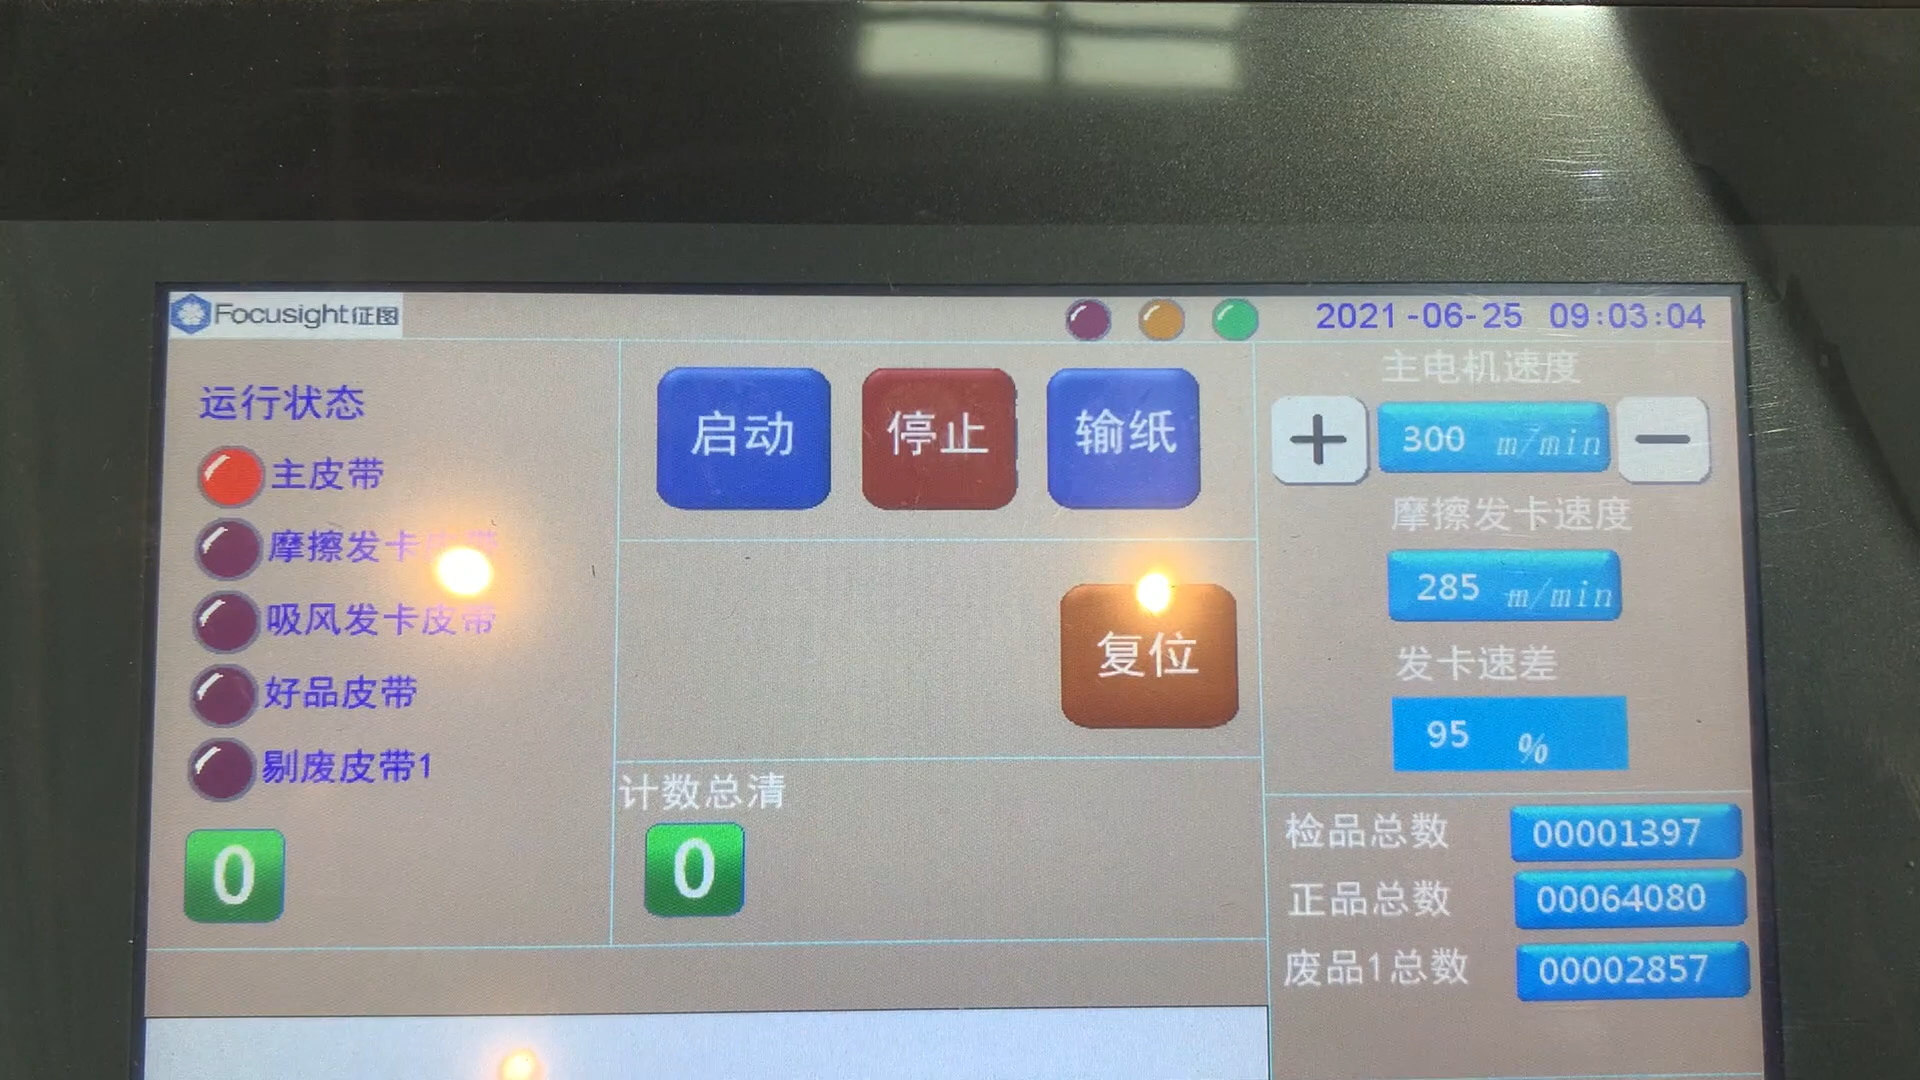 Focusight征图
2021-06-25 09:03:04
运行状态
主皮带
摩擦发卡皮带
吸风发卡皮带
好品皮带
剔废皮带1
0
启动
停止
输纸
复位
计数总清
0
主电机速度
+
300 m/min
-
摩擦发卡速度
285 m/min
发卡速差
95 %
检品总数 00001397
正品总数 00064080
废品1总数 00002857